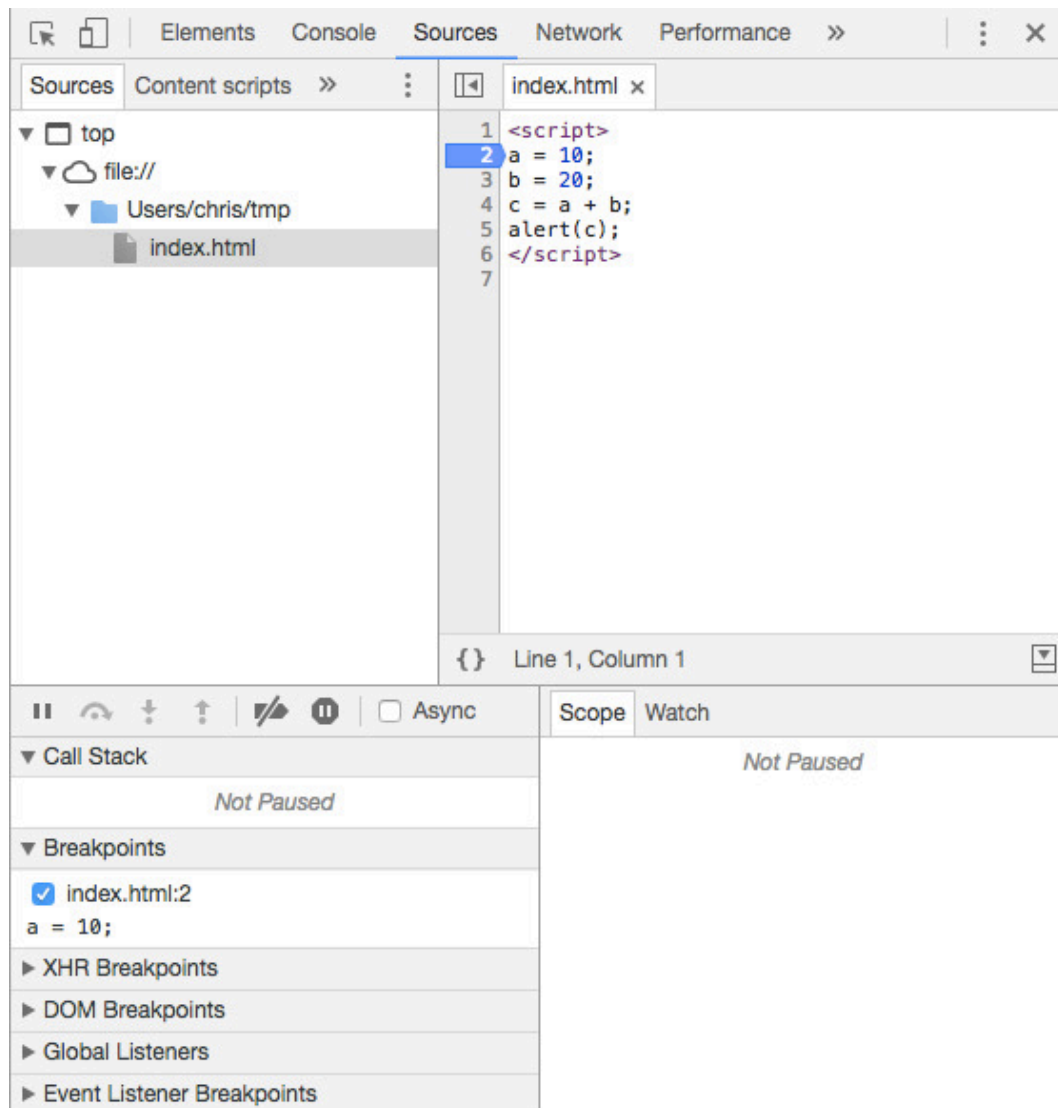 Elements Console Sources Network Performance »
Sources Content scripts »
index.html ×
top
file://
Users/chris/tmp
index.html
1 <script>
2 a = 10;
3 b = 20;
4 c = a + b;
5 alert(c);
6 </script>
7
{} Line 1, Column 1
Async
Call Stack
Not Paused
Breakpoints
index.html:2
a = 10;
XHR Breakpoints
DOM Breakpoints
Global Listeners
Event Listener Breakpoints
Scope Watch
Not Paused